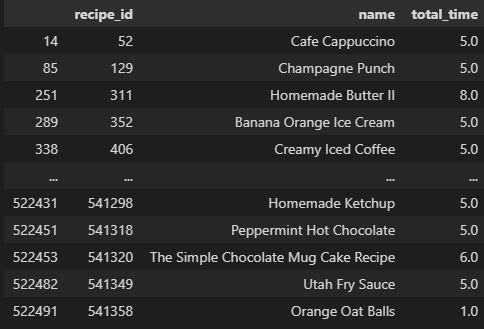 recipe_id name total_time
14 52 Cafe Cappuccino 5.0
85 129 Champagne Punch 5.0
251 311 Homemade Butter II 8.0
289 352 Banana Orange Ice Cream 5.0
338 406 Creamy Iced Coffee 5.0
... ... ... ...
522431 541298 Homemade Ketchup 5.0
522451 541318 Peppermint Hot Chocolate 5.0
522453 541320 The Simple Chocolate Mug Cake Recipe 6.0
522482 541349 Utah Fry Sauce 5.0
522491 541358 Orange Oat Balls 1.0